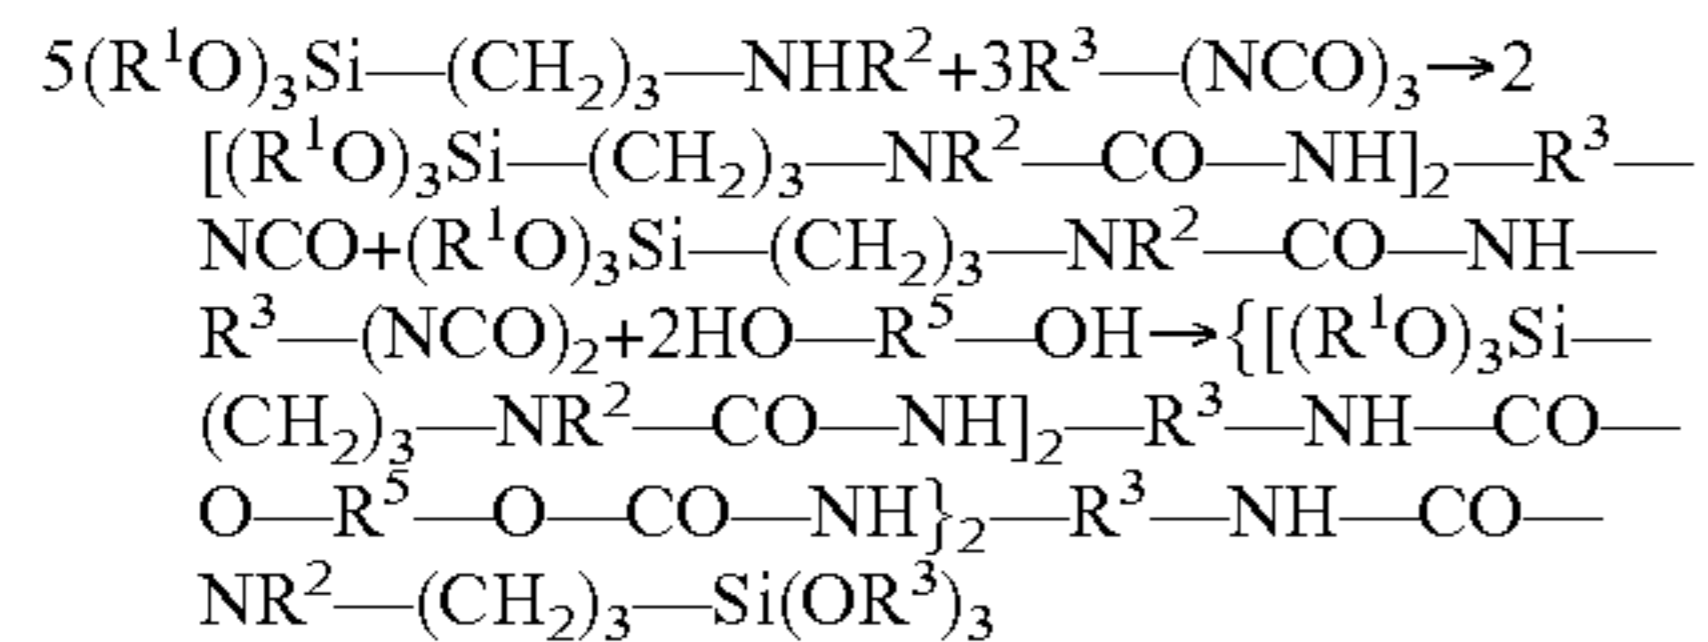 5(R¹O)₃Si—(CH₂)₃—NHR²+3R³—(NCO)₃→2
[(R¹O)₃Si—(CH₂)₃—NR²—CO—NH]₂—R³—
NCO+(R¹O)₃Si—(CH₂)₃—NR²—CO—NH—
R³—(NCO)₂+2HO—R⁵—OH→{[(R¹O)₃Si—
(CH₂)₃—NR²—CO—NH]₂—R³—NH—CO—
O—R⁵—O—CO—NH}₂—R³—NH—CO—
NR²—(CH₂)₃—Si(OR³)₃